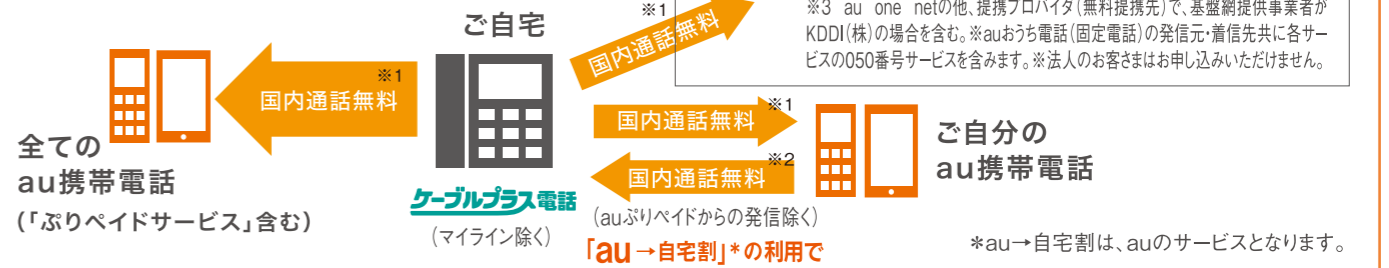 ※3 au one netの他、提携プロバイタ(無料提携先)で、基盤網提供事業者が
KDDI(株)の場合を含む。※auおうち電話(固定電話)の発信元・着信先共に各サー
ビスの050番号サービスを含みます。※法人のお客さまはお申し込みいただけません。
ご自宅
※1
国内通話無料
※1
国内通話無料
※1
国内通話無料
※2
国内通話無料
全ての
au携帯電話
(「ぷりペイドサービス」含む)
ケーブルプラス電話
(マイライン除く)
(auぷりペイドからの発信除く)
「au→自宅割」*の利用で
ご自分の
au携帯電話
*au→自宅割は、auのサービスとなります。